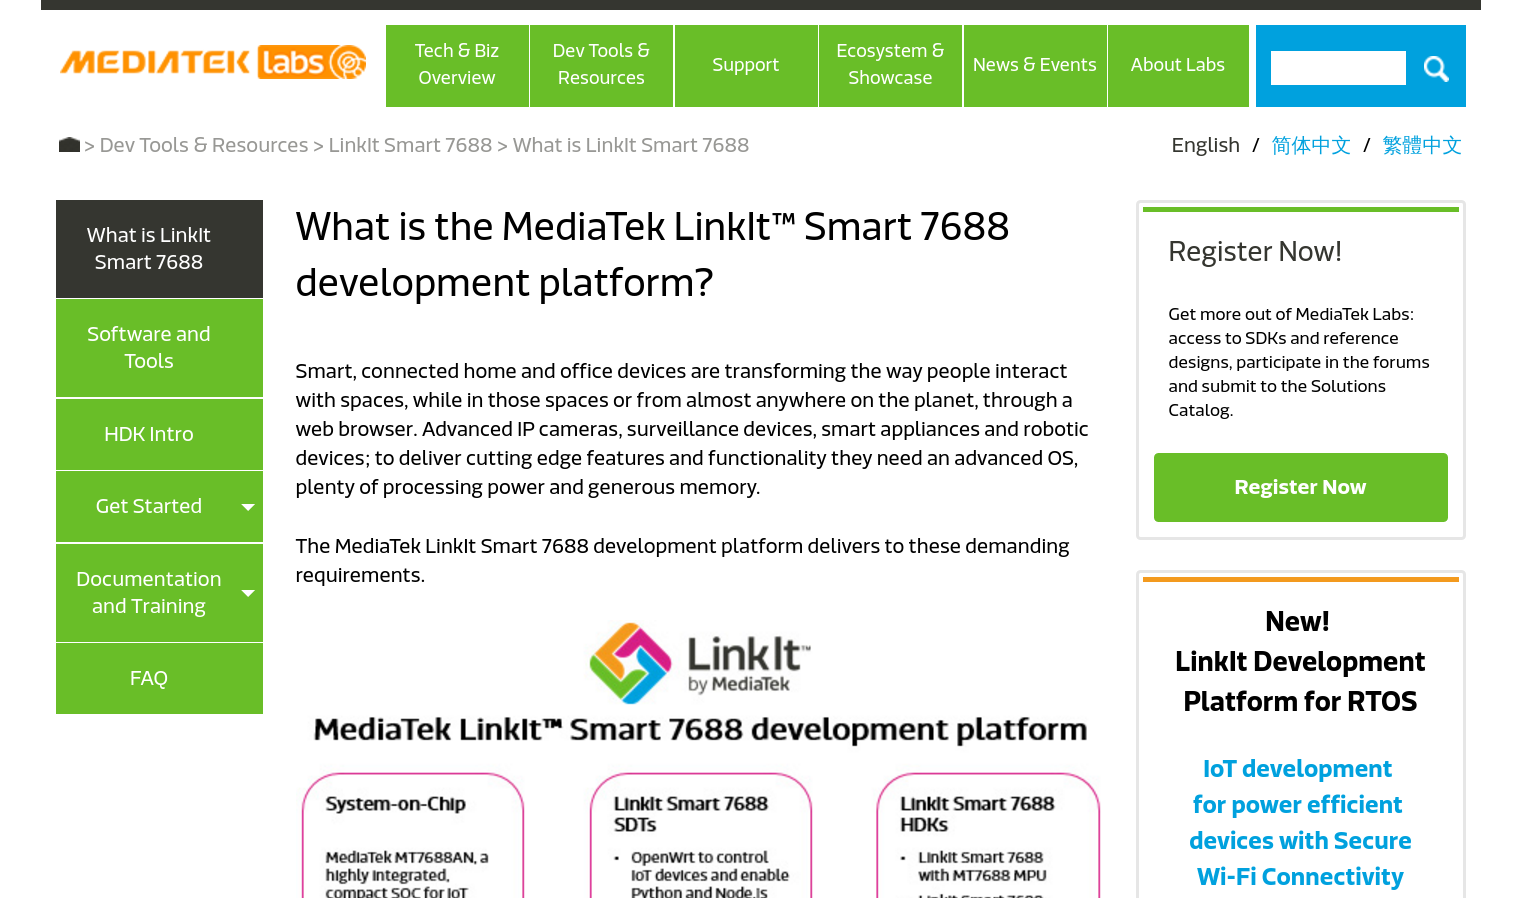 MEDIATEK labs
Tech & Biz
Overview
Dev Tools &
Resources
Support
Ecosystem &
Showcase
News & Events
About Labs
> Dev Tools & Resources > LinkIt Smart 7688 > What is LinkIt Smart 7688
English / 简体中文 / 繁體中文
What is LinkIt
Smart 7688
Software and
Tools
HDK Intro
Get Started
Documentation
and Training
FAQ
What is the MediaTek LinkIt™ Smart 7688
development platform?
Smart, connected home and office devices are transforming the way people interact
with spaces, while in those spaces or from almost anywhere on the planet, through a
web browser. Advanced IP cameras, surveillance devices, smart appliances and robotic
devices; to deliver cutting edge features and functionality they need an advanced OS,
plenty of processing power and generous memory.
The MediaTek LinkIt Smart 7688 development platform delivers to these demanding
requirements.
LinkIt™
by MediaTek
MediaTek LinkIt™ Smart 7688 development platform
System-on-Chip
MediaTek MT7688AN, a
highly integrated,
compact SOC for IoT
LinkIt Smart 7688
SDTs
• OpenWrt to control
IoT devices and enable
Python and Node.js
LinkIt Smart 7688
HDKs
• LinkIt Smart 7688
with MT7688 MPU
• LinkIt Smart 7688
Register Now!
Get more out of MediaTek Labs:
access to SDKs and reference
designs, participate in the forums
and submit to the Solutions
Catalog.
Register Now
New!
LinkIt Development
Platform for RTOS
IoT development
for power efficient
devices with Secure
Wi-Fi Connectivity